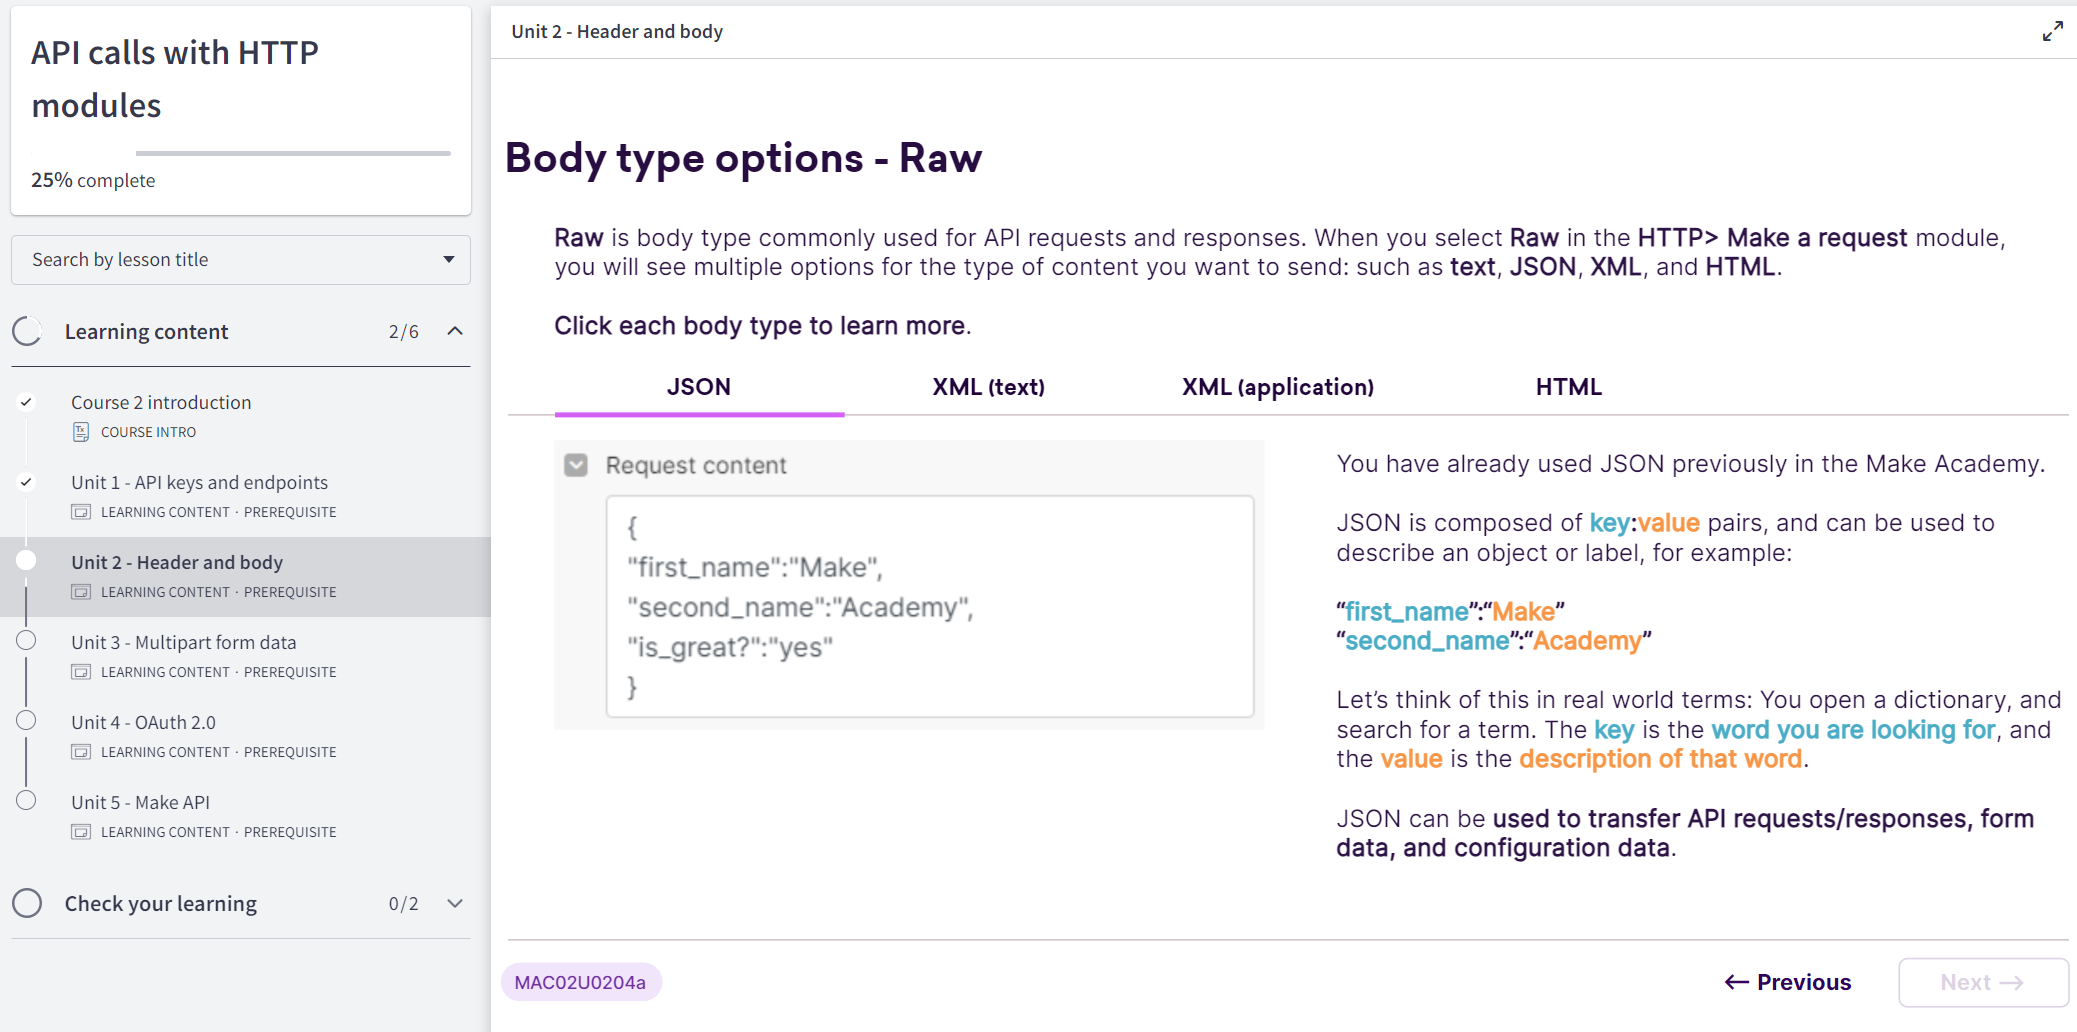 API calls with HTTP
modules
25% complete
Search by lesson title
Learning content 2/6
Course 2 introduction
COURSE INTRO
Unit 1 - API keys and endpoints
LEARNING CONTENT · PREREQUISITE
Unit 2 - Header and body
LEARNING CONTENT · PREREQUISITE
Unit 3 - Multipart form data
LEARNING CONTENT · PREREQUISITE
Unit 4 - OAuth 2.0
LEARNING CONTENT · PREREQUISITE
Unit 5 - Make API
LEARNING CONTENT · PREREQUISITE
Check your learning 0/2
Unit 2 - Header and body
Body type options - Raw
Raw is body type commonly used for API requests and responses. When you select Raw in the HTTP> Make a request module,
you will see multiple options for the type of content you want to send: such as text, JSON, XML, and HTML.
Click each body type to learn more.
JSON XML (text) XML (application) HTML
Request content
{
"first_name":"Make",
"second_name":"Academy",
"is_great?":"yes"
}
You have already used JSON previously in the Make Academy.
JSON is composed of key:value pairs, and can be used to
describe an object or label, for example:
“first_name”:“Make”
“second_name”:“Academy”
Let’s think of this in real world terms: You open a dictionary, and
search for a term. The key is the word you are looking for, and
the value is the description of that word.
JSON can be used to transfer API requests/responses, form
data, and configuration data.
MAC02U0204a
← Previous Next →